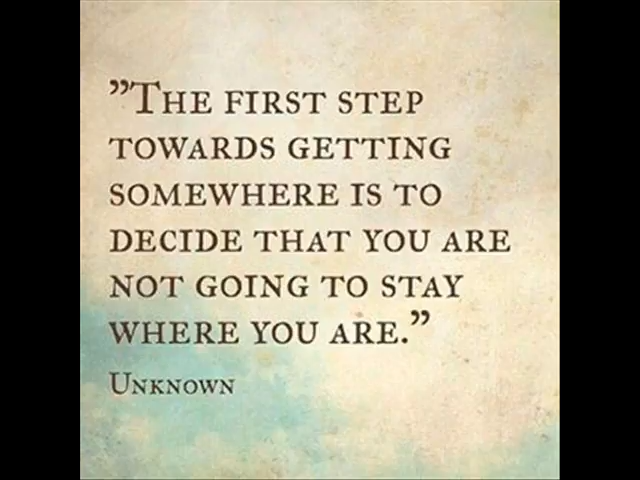 ”The first step
towards getting
somewhere is to
decide that you are
not going to stay
where you are.”
Unknown